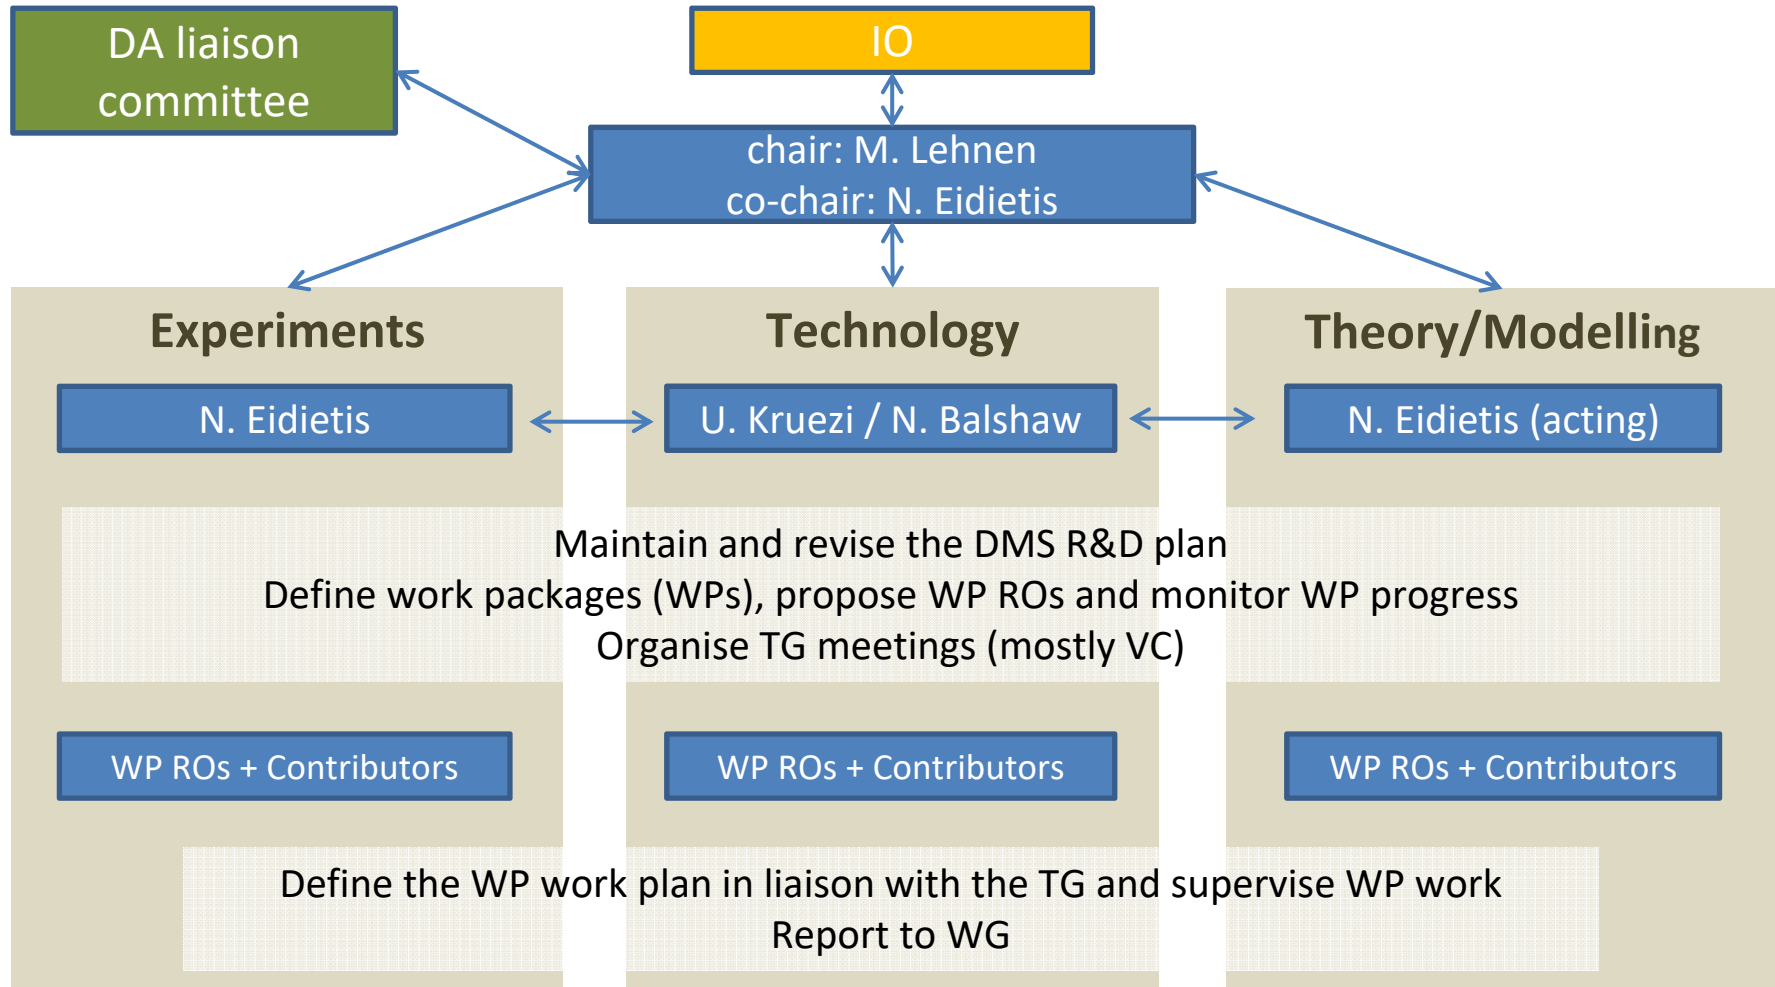 DA liaison
committee
IO
chair: M. Lehnen
co-chair: N. Eidietis
Experiments
Technology
Theory/Modelling
N. Eidietis
U. Kruezi / N. Balshaw
N. Eidietis (acting)
Maintain and revise the DMS R&D plan
Define work packages (WPs), propose WP ROs and monitor WP progress
Organise TG meetings (mostly VC)
WP ROs + Contributors
WP ROs + Contributors
WP ROs + Contributors
Define the WP work plan in liaison with the TG and supervise WP work
Report to WG